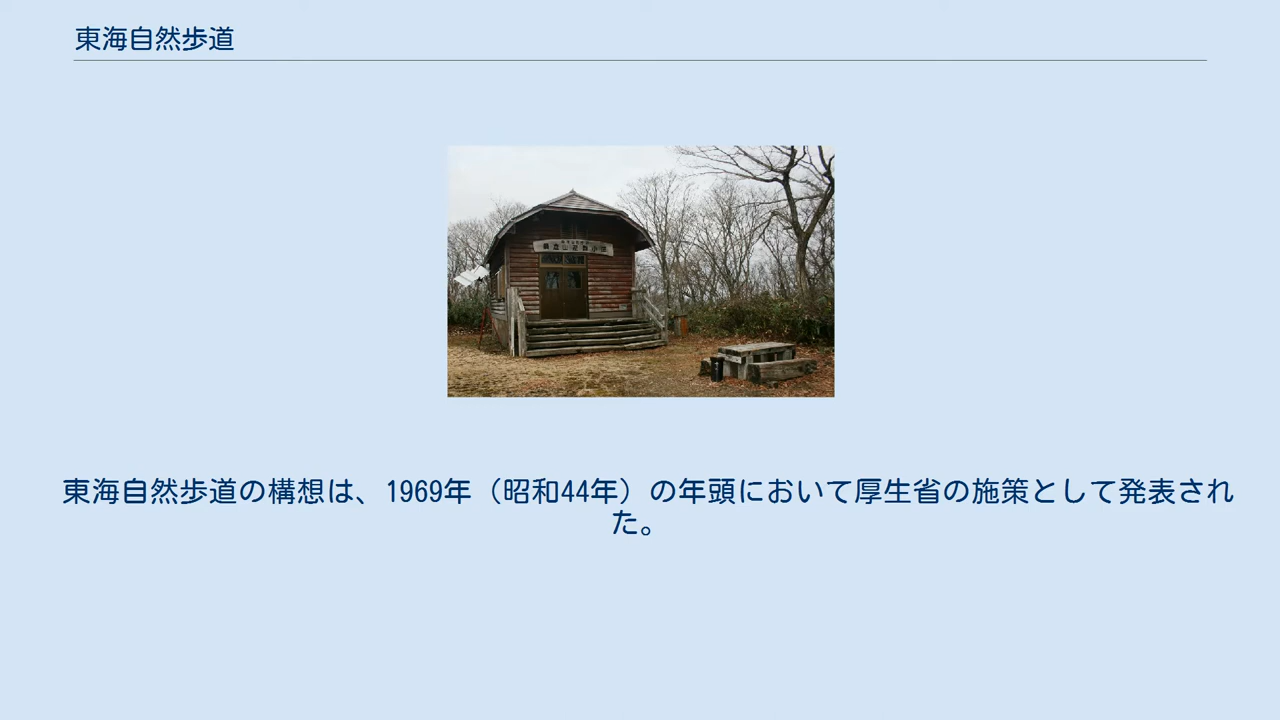 東海自然歩道
東海自然歩道の構想は、1969年（昭和44年）の年頭において厚生省の施策として発表され
た。